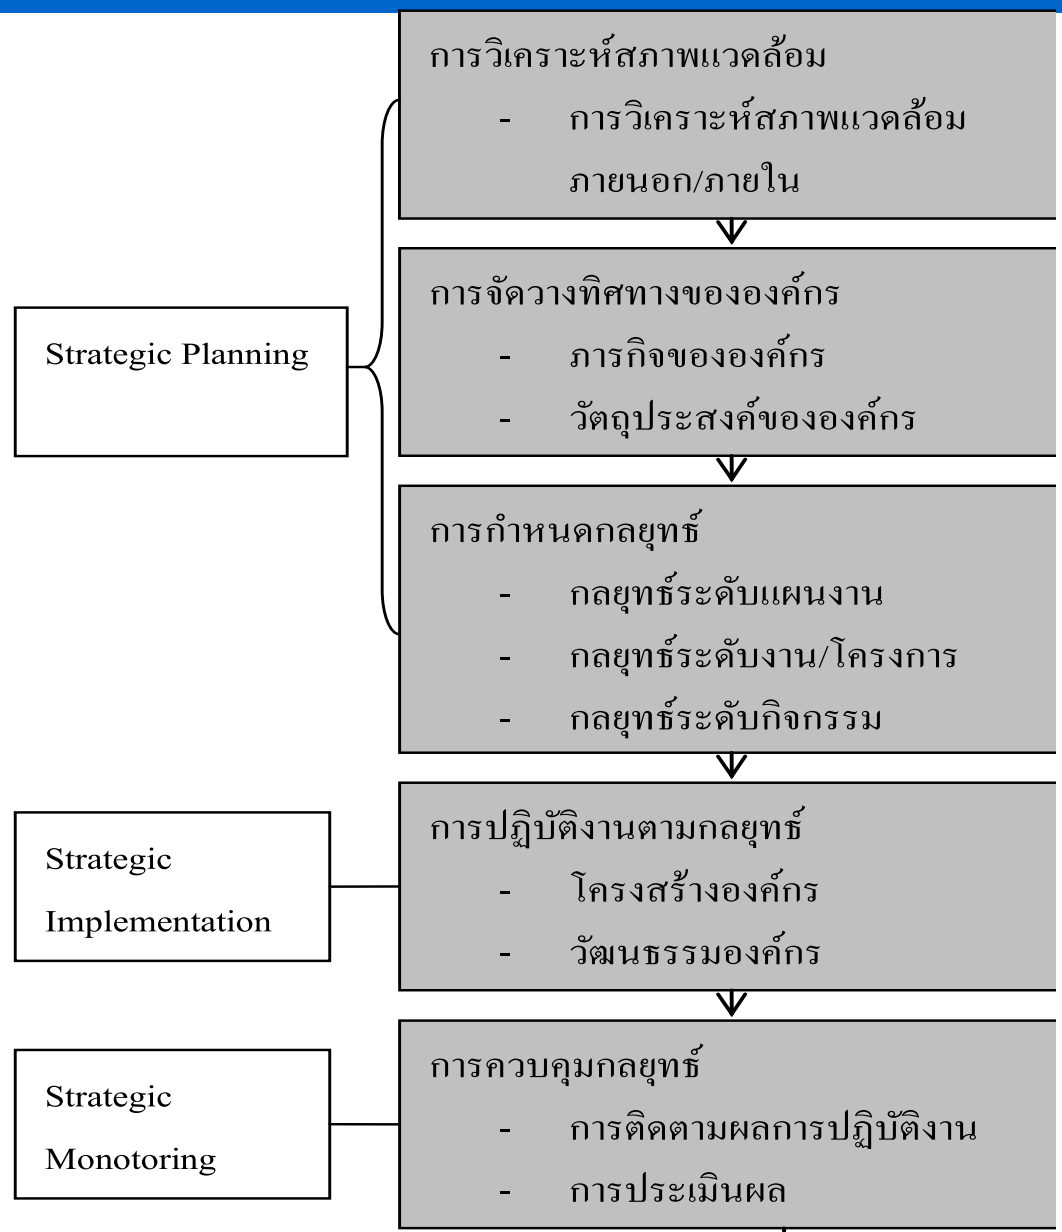 การวิเคราะห์สภาพแวดล้อม
- การวิเคราะห์สภาพแวดล้อม
ภายนอก/ภายใน
Strategic Planning
การจัดวางทิศทางขององค์กร
- ภารกิจขององค์กร
- วัตถุประสงค์ขององค์กร
การกำหนดกลยุทธ์
- กลยุทธ์ระดับแผนงาน
- กลยุทธ์ระดับงาน/โครงการ
- กลยุทธ์ระดับกิจกรรม
Strategic
Implementation
การปฏิบัติงานตามกลยุทธ์
- โครงสร้างองค์กร
- วัฒนธรรมองค์กร
Strategic
Monotoring
การควบคุมกลยุทธ์
- การติดตามผลการปฏิบัติงาน
- การประเมินผล